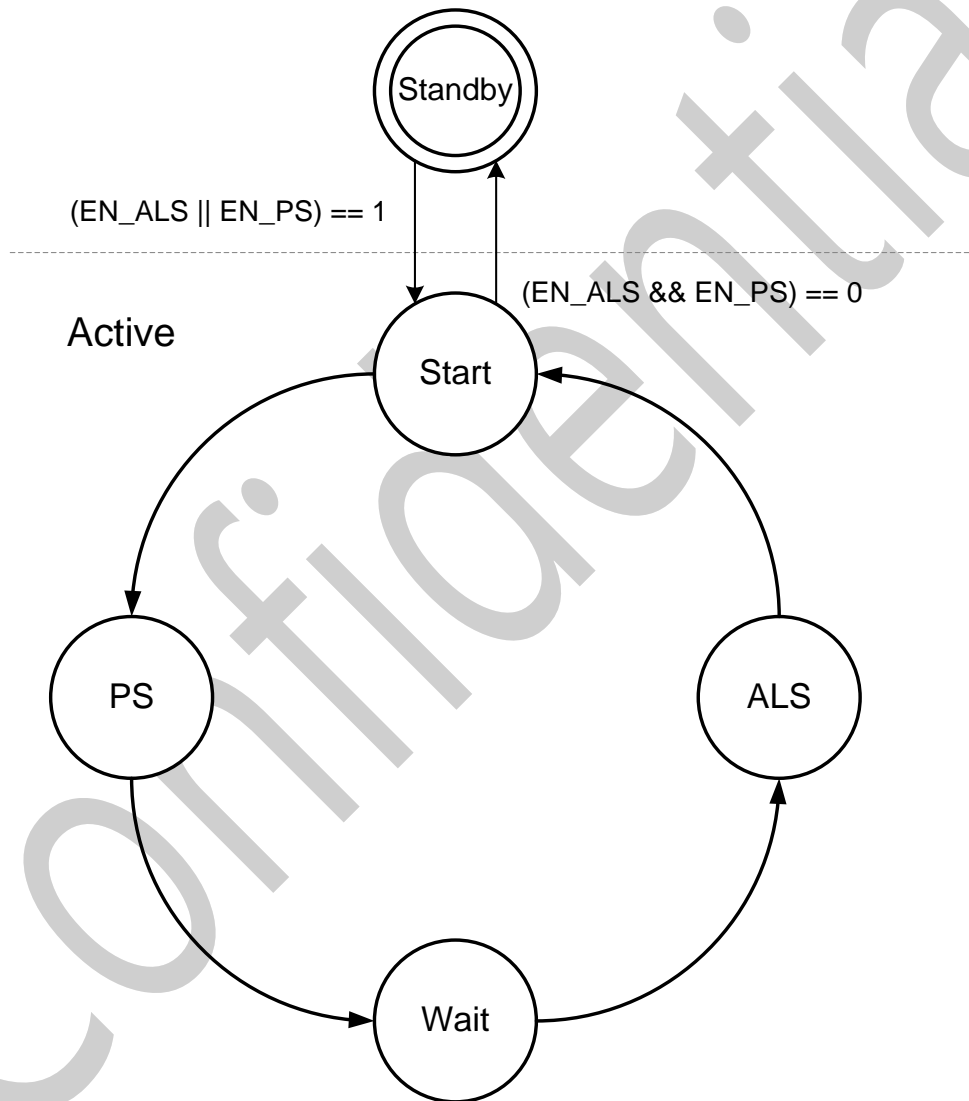 Standby
(EN_ALS || EN_PS) == 1
(EN_ALS && EN_PS) == 0
Active
Start
PS
ALS
Wait
Confidential